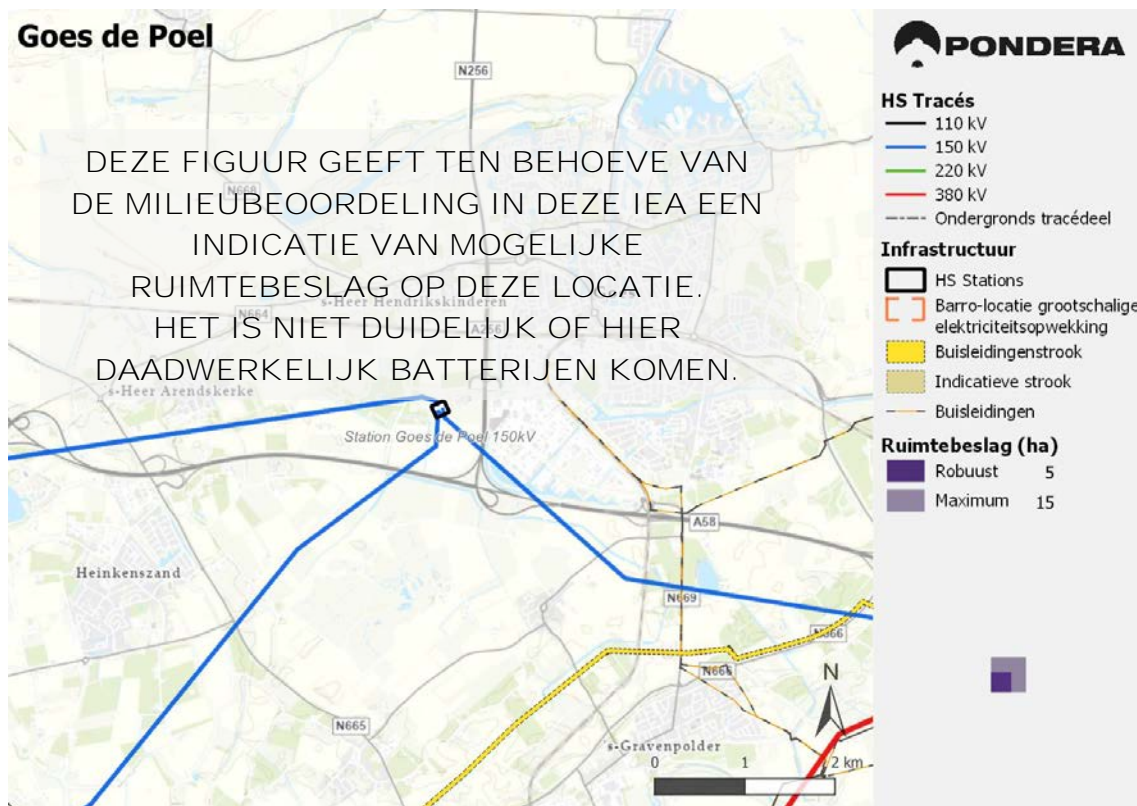 Goes de Poel
N256
DEZE FIGUUR GEEFT TEN BEHOEVE VAN
DE MILIEUBEOORDELING IN DEZE IEA EEN
INDICATIE VAN MOGELIJKE
RUIMTEBESLAG OP DEZE LOCATIE.
HET IS NIET DUIDELIJK OF HIER
DAADWERKELIJK BATTERIJEN KOMEN.
N668
s-Heer Hendrikskinderen
N664
A256
s-Heer Arendskerke
Station Goes de Poel 150kV
A58
Heinkenszand
N669
N666
N666
N665
s-Gravenpolder
N
0 1 2 km
PONDERA
HS Tracés
110 kV
150 kV
220 kV
380 kV
Ondergronds tracédeel
Infrastructuur
HS Stations
Barro-locatie grootschalige
elektriciteitsopwekking
Buisleidingenstrook
Indicatieve strook
Buisleidingen
Ruimtebeslag (ha)
Robuust 5
Maximum 15